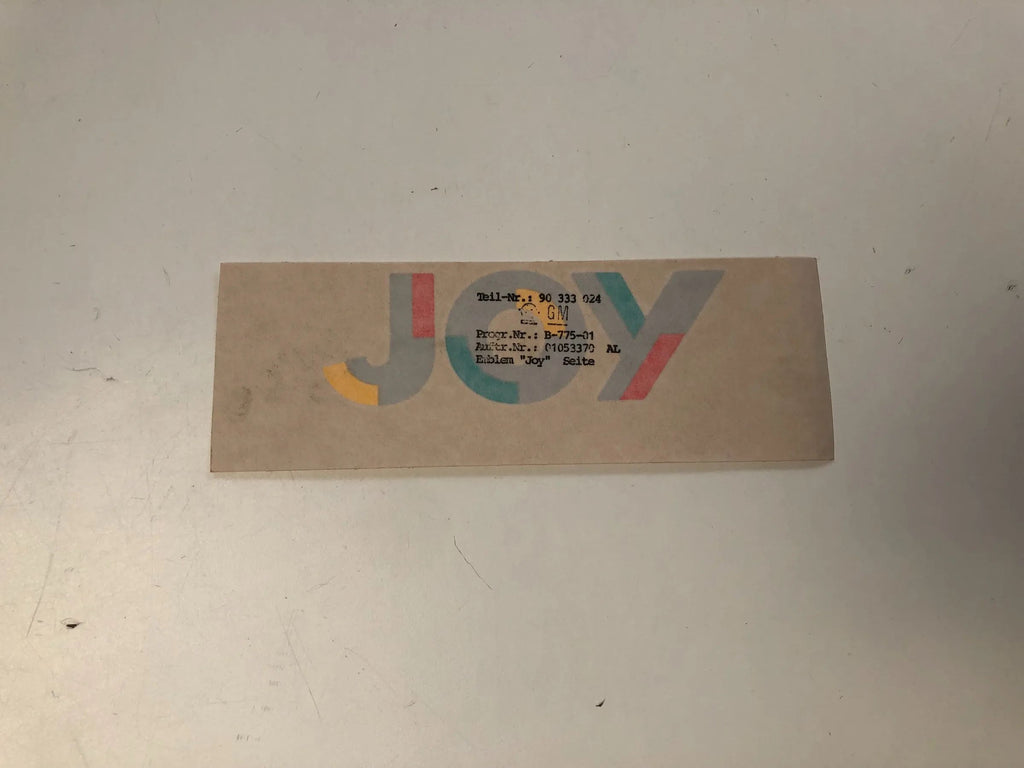 JOY
Teil-Nr.: 90 333 024
GM
Progr.Nr.: B-775-01
Auftr.Nr.: 01053370 AL
Emblem "Joy" Seite